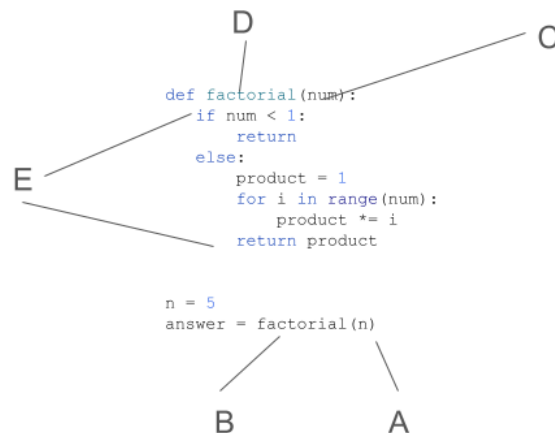 D
C
def factorial(num):
    if num < 1:
        return
    else:
E
        product = 1
        for i in range(num):
            product *= i
        return product
n = 5
answer = factorial(n)
B
A